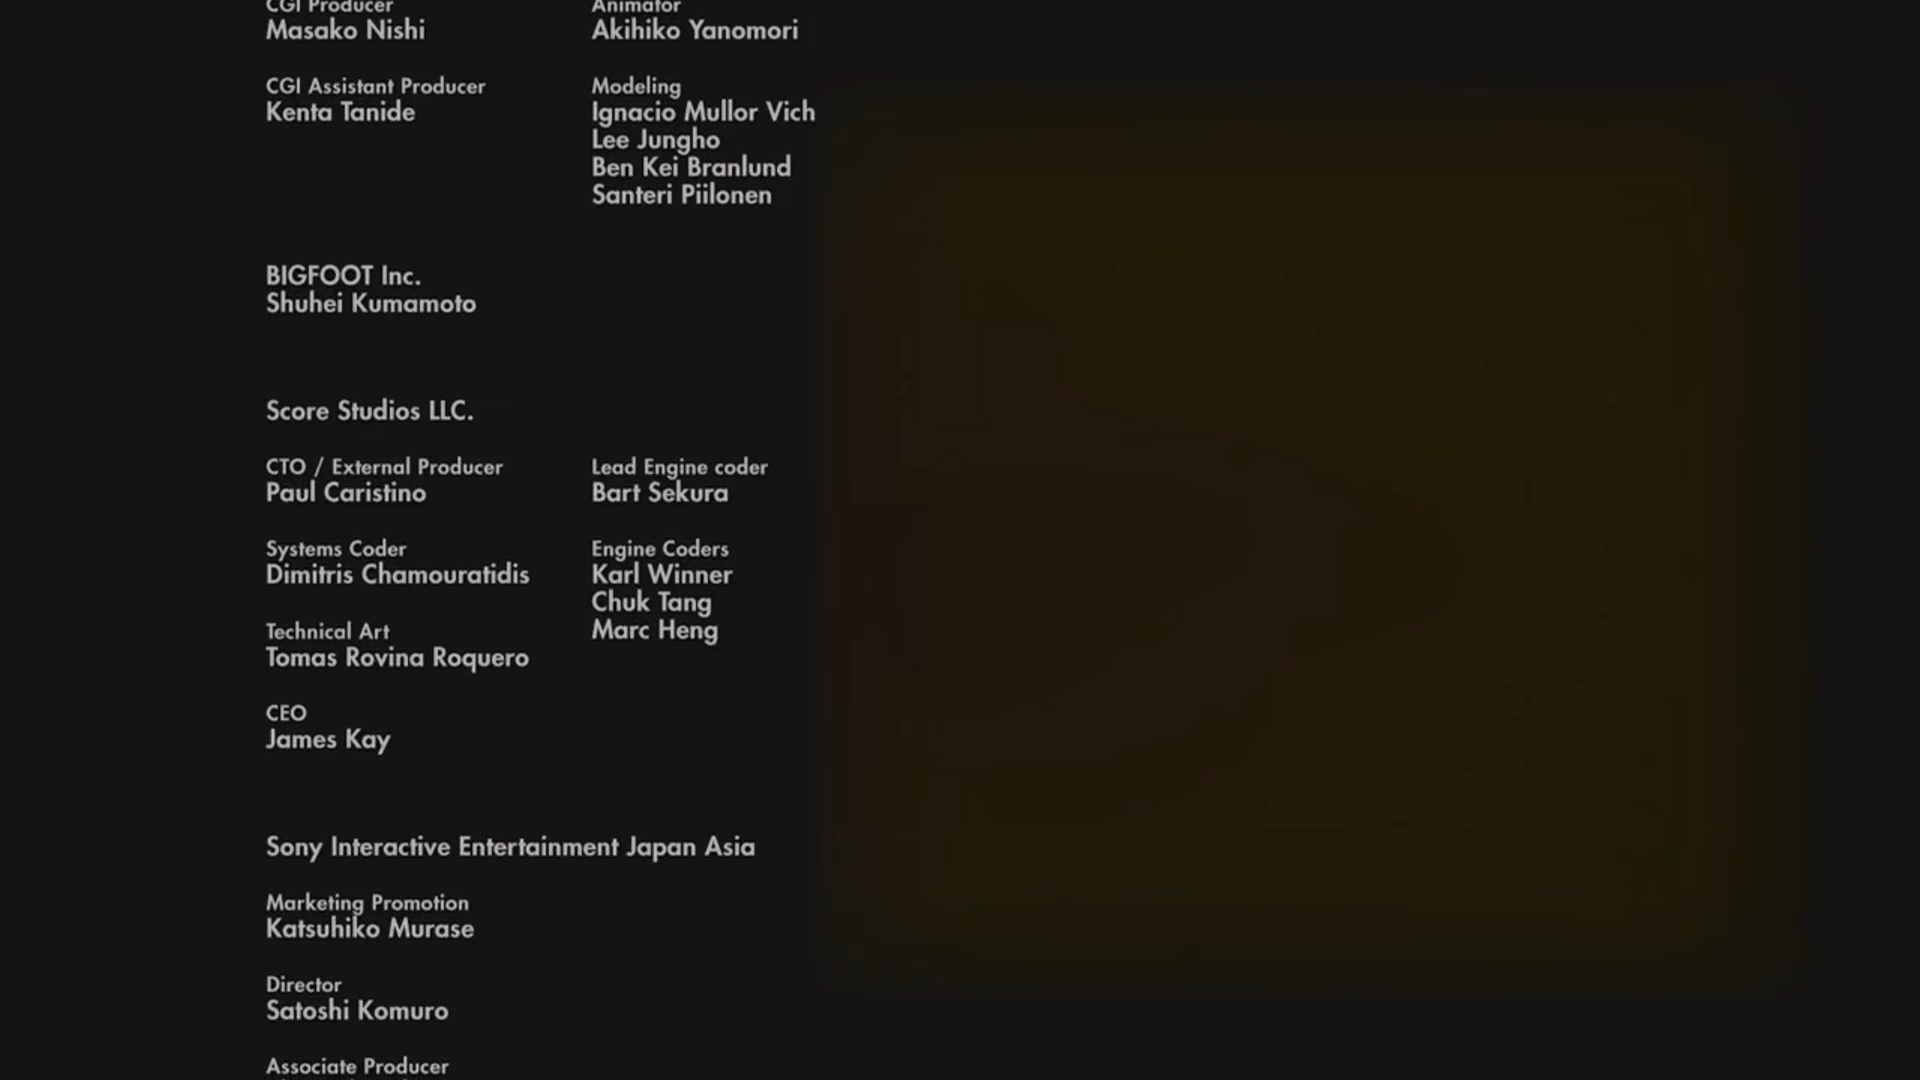 CGI Producer
Masako Nishi
CGI Assistant Producer
Kenta Tanide
Animator
Akihiko Yanomori
Modeling
Ignacio Mullor Vich
Lee Jungho
Ben Kei Branlund
Santeri Piilonen
BIGFOOT Inc.
Shuhei Kumamoto
Score Studios LLC.
CTO / External Producer
Paul Caristino
Systems Coder
Dimitris Chamouratidis
Technical Art
Tomas Rovina Roquero
CEO
James Kay
Lead Engine coder
Bart Sekura
Engine Coders
Karl Winner
Chuk Tang
Marc Heng
Sony Interactive Entertainment Japan Asia
Marketing Promotion
Katsuhiko Murase
Director
Satoshi Komuro
Associate Producer